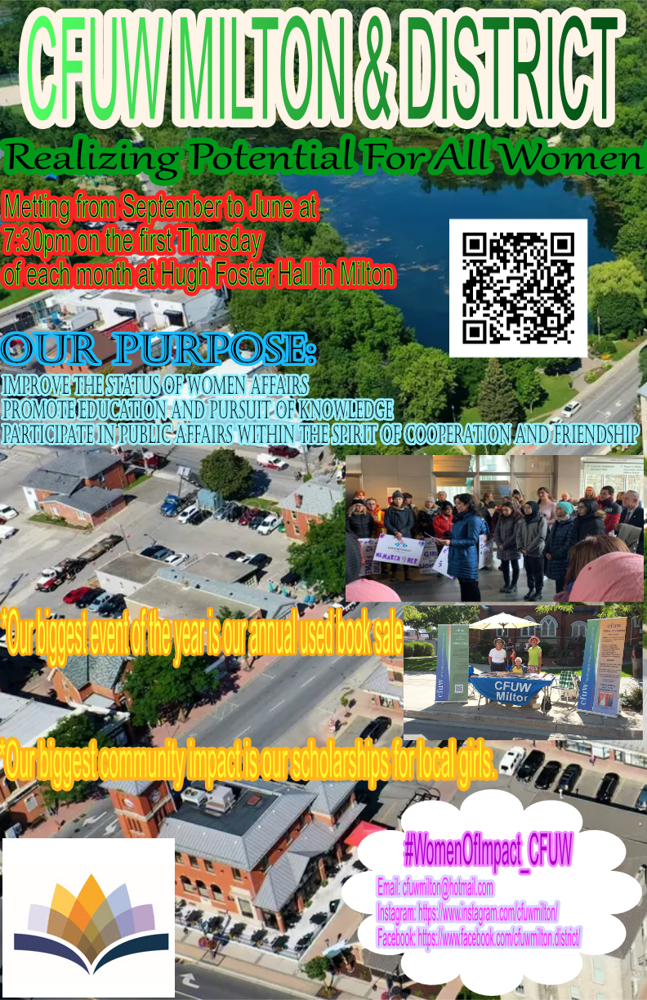 CFUW MILTON & DISTRICT
Realizing Potential For All Women
Metting from September to June at
7:30pm on the first Thursday
of each month at Hugh Foster Hall in Milton
OUR PURPOSE:
IMPROVE THE STATUS OF WOMEN AFFAIRS
PROMOTE EDUCATION AND PURSUIT OF KNOWLEDGE
PARTICIPATE IN PUBLIC AFFAIRS WITHIN THE SPIRIT OF COOPERATION AND FRIENDSHIP
*Our biggest event of the year is our annual used book sale
cfuw
cfuw
cfuw
CFUW
Milton
*Our biggest community impact is our scholarships for local girls.
#WomenOfImpact_CFUW
Email: cfuwmilton@hotmail.com
Instagram: https://www.instagram.com/cfuwmilton/
Facebook: https://www.facebook.com/cfuwmilton.district/